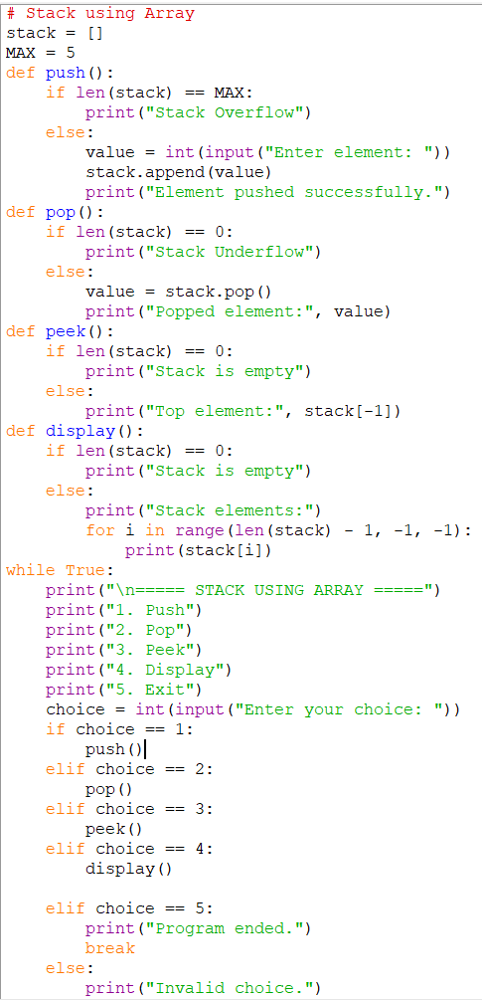 # Stack using Array
stack = []
MAX = 5
def push():
    if len(stack) == MAX:
        print("Stack Overflow")
    else:
        value = int(input("Enter element: "))
        stack.append(value)
        print("Element pushed successfully.")
def pop():
    if len(stack) == 0:
        print("Stack Underflow")
    else:
        value = stack.pop()
        print("Popped element:", value)
def peek():
    if len(stack) == 0:
        print("Stack is empty")
    else:
        print("Top element:", stack[-1])
def display():
    if len(stack) == 0:
        print("Stack is empty")
    else:
        print("Stack elements:")
        for i in range(len(stack) - 1, -1, -1):
            print(stack[i])
while True:
    print("\n===== STACK USING ARRAY =====")
    print("1. Push")
    print("2. Pop")
    print("3. Peek")
    print("4. Display")
    print("5. Exit")
    choice = int(input("Enter your choice: "))
    if choice == 1:
        push()
    elif choice == 2:
        pop()
    elif choice == 3:
        peek()
    elif choice == 4:
        display()

    elif choice == 5:
        print("Program ended.")
        break
    else:
        print("Invalid choice.")